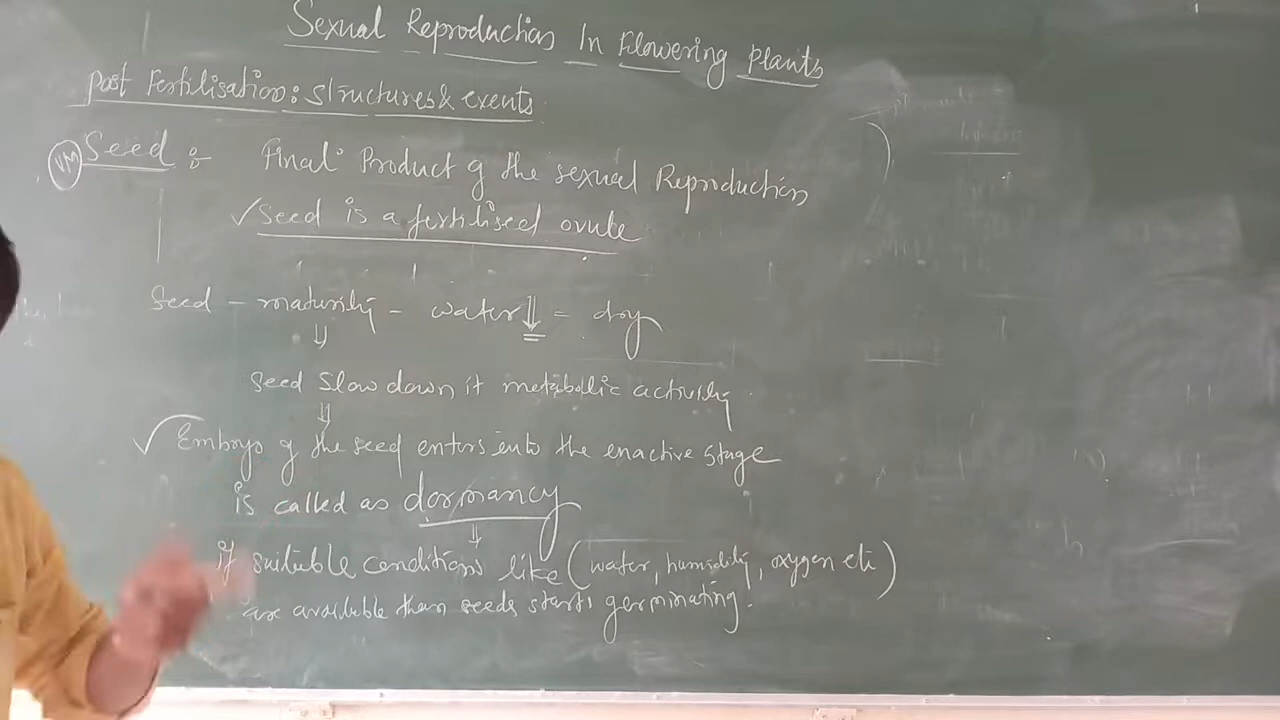 Sexual Reproduction In Flowering Plants
Post Fertilisation: Structures & events
VM Seed :- Final Product of the sexual Reproduction
✓ Seed is a fertilised ovule
Seed - maturity - water ⇓ = dry
⇓
Seed Slow down it metabolic activity
⇓
✓ Embryo of the seed enters into the enactive stage
is called as dormancy
⇓
if suitable conditions like (water, humidity, oxygen etc)
are available then seeds starts germinating.